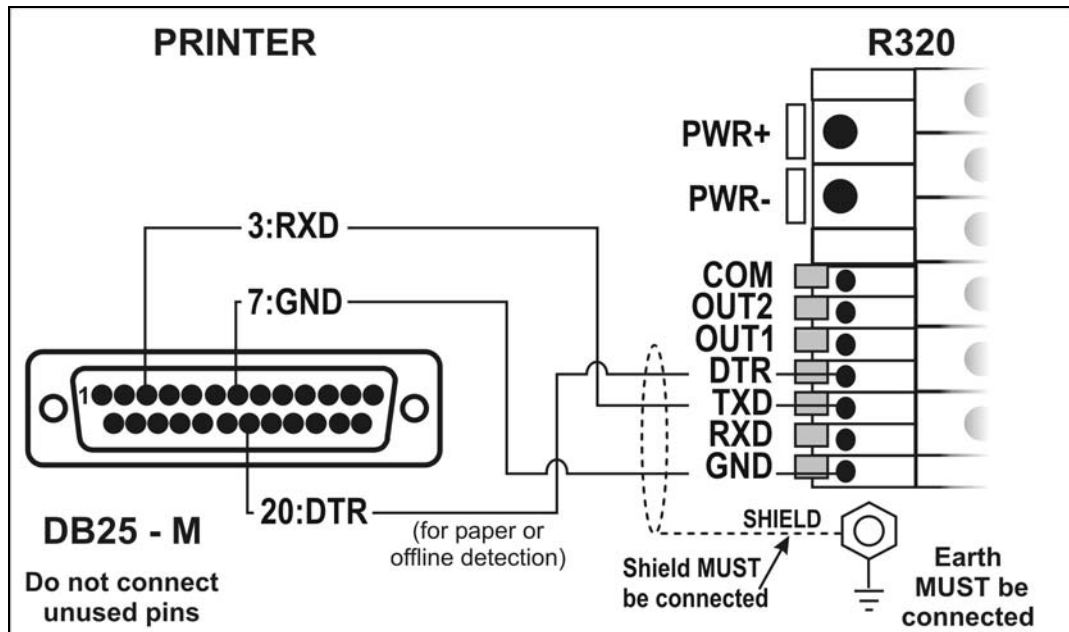 PRINTER
R320
PWR+
PWR-
3:RXD
7:GND
COM
OUT2
OUT1
DTR
TXD
RXD
GND
1
20:DTR
(for paper or
offline detection)
DB25 - M
Do not connect
unused pins
SHIELD
Shield MUST
be connected
Earth
MUST be
connected